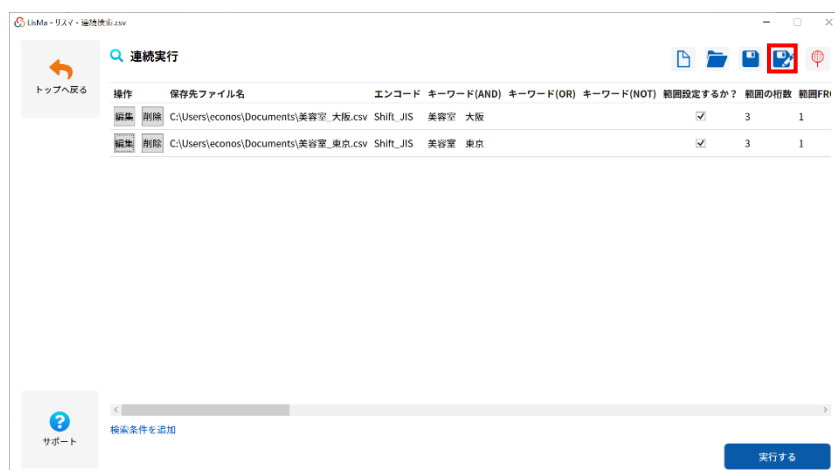 LisMa - リスマ - 連続検索.csv
トップへ戻る
連続実行
操作 保存先ファイル名 エンコード キーワード(AND) キーワード(OR) キーワード(NOT) 範囲設定するか? 範囲の桁数 範囲FR
編集 削除 C:\Users\econos\Documents\美容室_大阪.csv Shift_JIS 美容室 大阪 3 1
編集 削除 C:\Users\econos\Documents\美容室_東京.csv Shift_JIS 美容室 東京 3 1
検索条件を追加
サポート
実行する